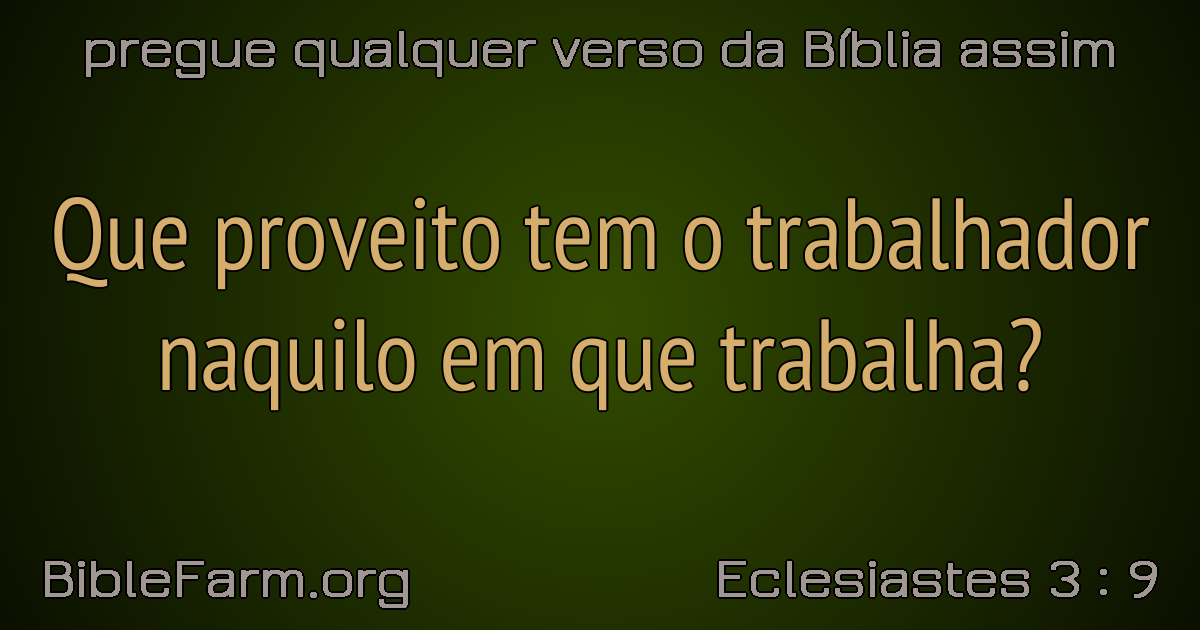 pregue qualquer verso da Bíblia assim
Que proveito tem o trabalhador
naquilo em que trabalha?
BibleFarm.org
Eclesiastes 3 : 9